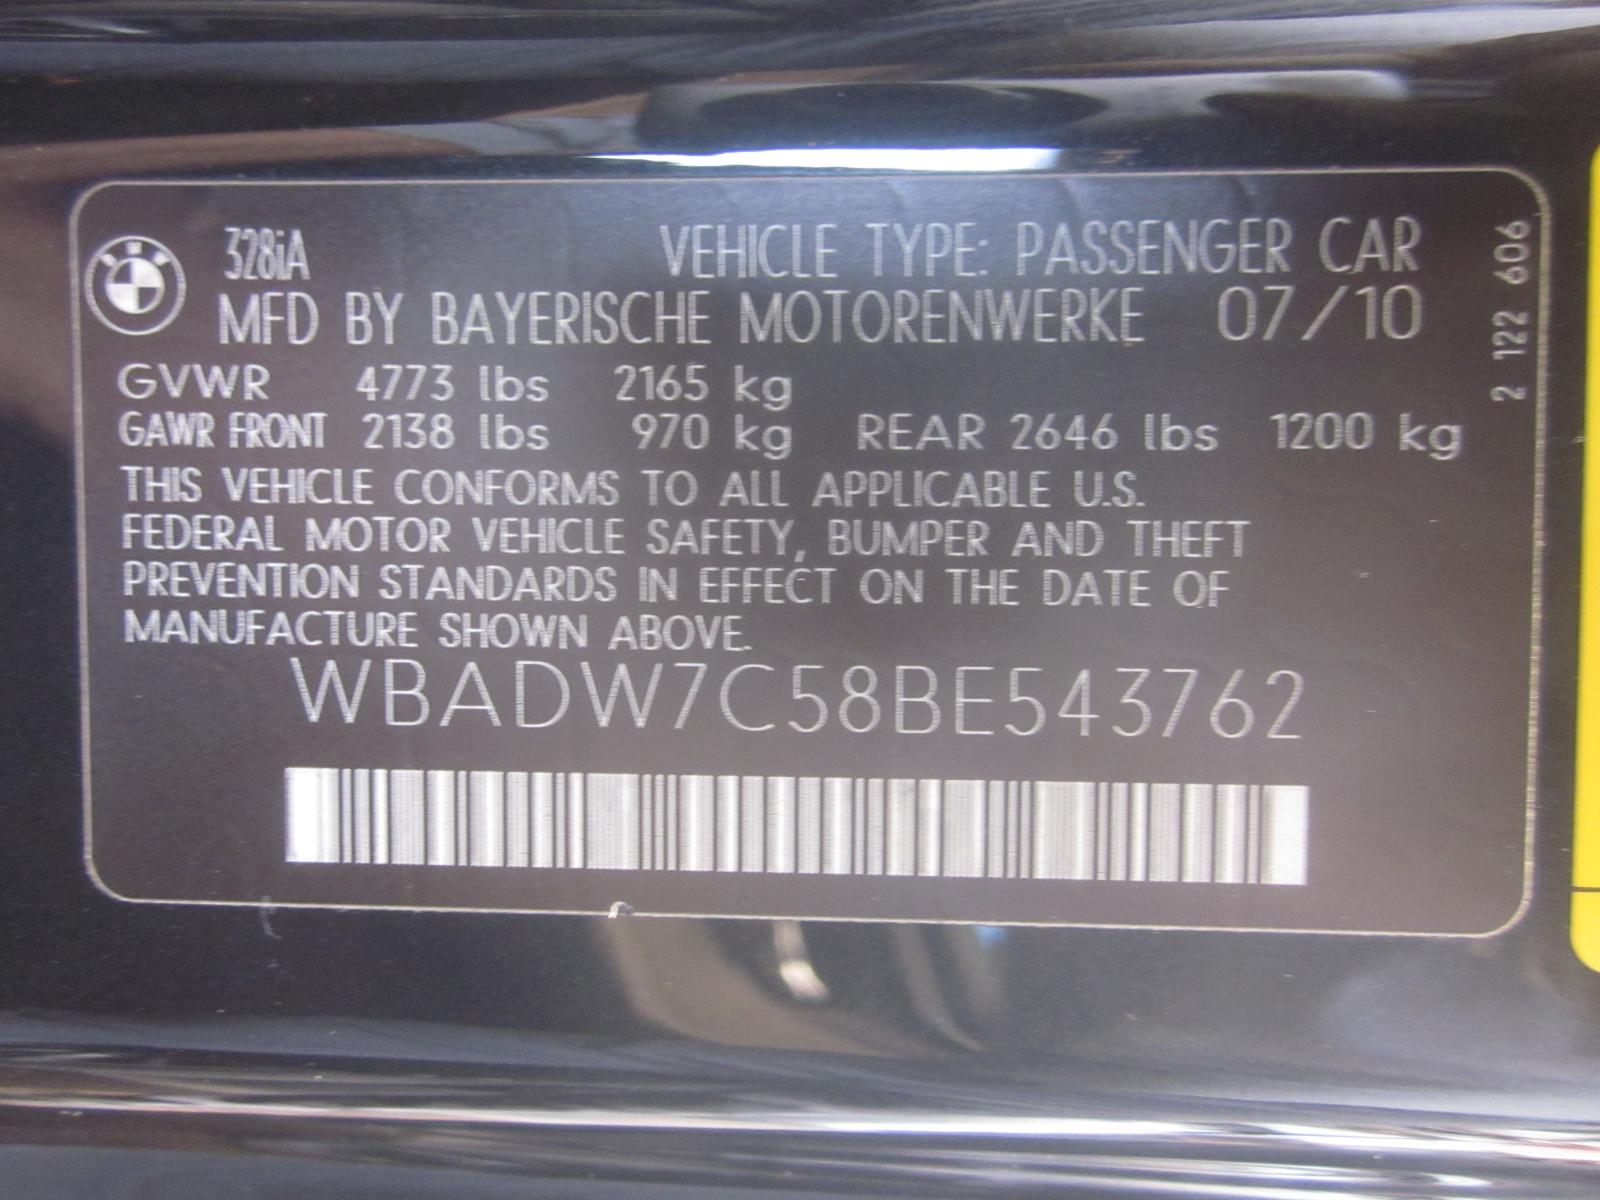 328iA VEHICLE TYPE: PASSENGER CAR
MFD BY BAYERISCHE MOTORENWERKE 07/10
GVWR 4773 lbs 2165 kg
GAWR FRONT 2138 lbs 970 kg REAR 2646 lbs 1200 kg
THIS VEHICLE CONFORMS TO ALL APPLICABLE U.S.
FEDERAL MOTOR VEHICLE SAFETY, BUMPER AND THEFT
PREVENTION STANDARDS IN EFFECT ON THE DATE OF
MANUFACTURE SHOWN ABOVE.
WBADW7C58BE543762
2 122 606